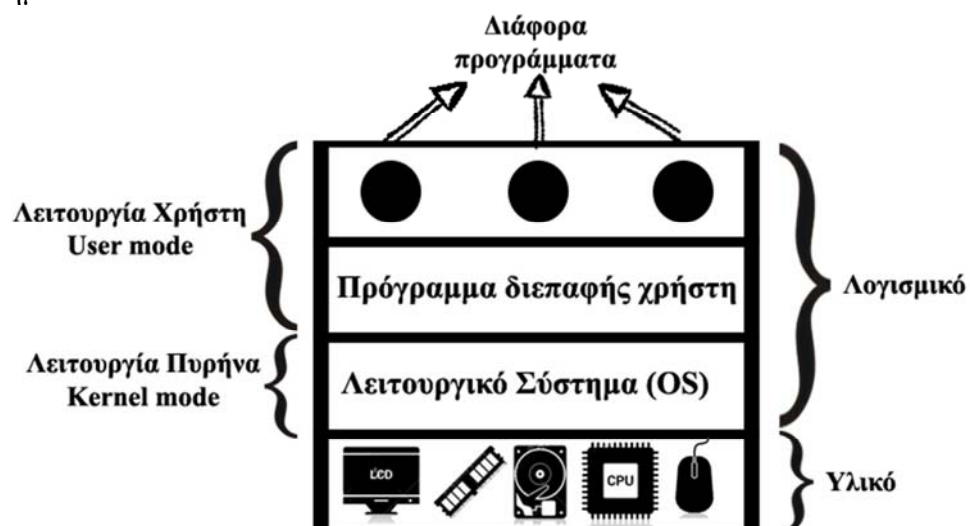 Διάφορα
προγράμματα
Λειτουργία Χρήστη
User mode
Πρόγραμμα διεπαφής χρήστη
Λογισμικό
Λειτουργία Πυρήνα
Kernel mode
Λειτουργικό Σύστημα (OS)
LCD
CPU
Υλικό